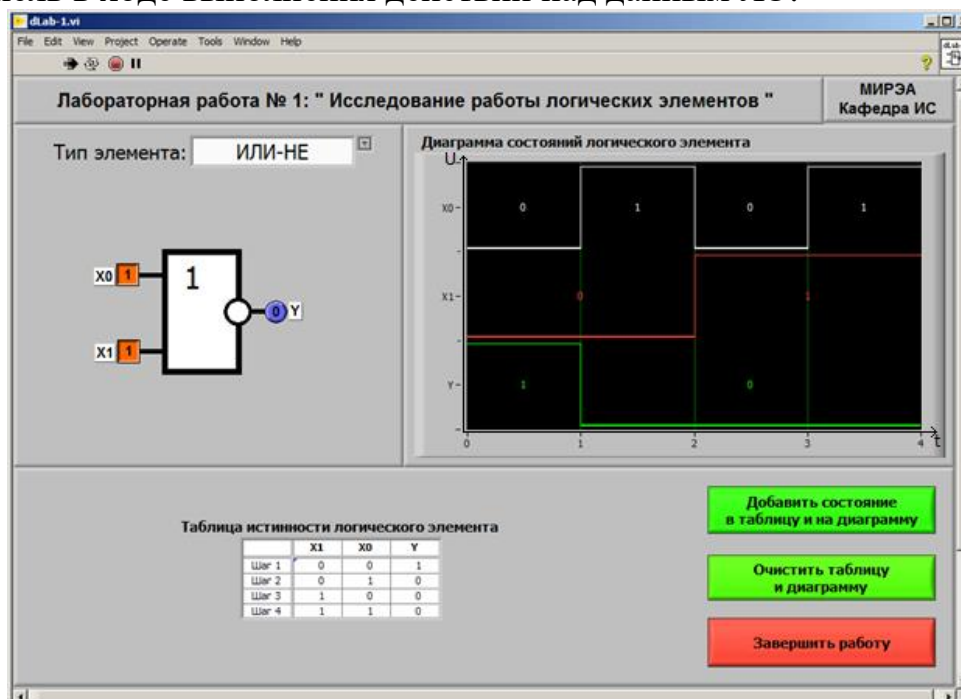 dLab-1.vi
File Edit View Project Operate Tools Window Help
Лабораторная работа № 1: " Исследование работы логических элементов "
МИРЭА
Кафедра ИС
Тип элемента: ИЛИ-НЕ
X0 1
1
0 Y
X1 1
Диаграмма состояний логического элемента
U
X0 0 1 0 1
X1 0 1
Y 1 0
0 1 2 3 4 t
Таблица истинности логического элемента
X1 X0 Y
Шаг 1 0 0 1
Шаг 2 0 1 0
Шаг 3 1 0 0
Шаг 4 1 1 0
Добавить состояние
в таблицу и на диаграмму
Очистить таблицу
и диаграмму
Завершить работу